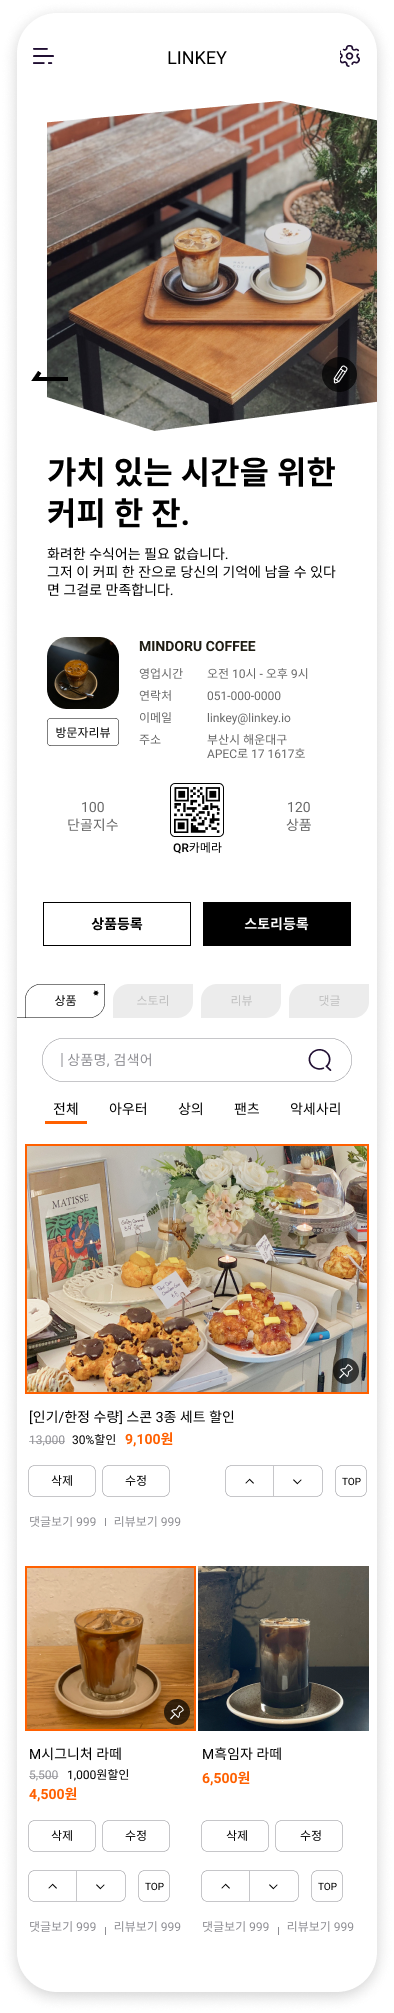 LINKEY
가치 있는 시간을 위한
커피 한 잔.
화려한 수식어는 필요 없습니다.
그저 이 커피 한 잔으로 당신의 기억에 남을 수 있다
면 그걸로 만족합니다.
MINDORU COFFEE
영업시간 오전 10시 - 오후 9시
연락처 051-000-0000
이메일 linkey@linkey.io
주소 부산시 해운대구
APEC로 17 1617호
방문자리뷰
100
단골지수
QR카메라
120
상품
상품등록 스토리등록
상품 스토리 리뷰 댓글
| 상품명, 검색어
전체 아우터 상의 팬츠 악세사리
MATISSE
[인기/한정 수량] 스콘 3종 세트 할인
13,000 30%할인 9,100원
삭제 수정 TOP
댓글보기 999 | 리뷰보기 999
M시그니처 라떼
5,500 1,000원할인
4,500원
삭제 수정
TOP
댓글보기 999 | 리뷰보기 999
M흑임자 라떼
6,500원
삭제 수정
TOP
댓글보기 999 | 리뷰보기 999